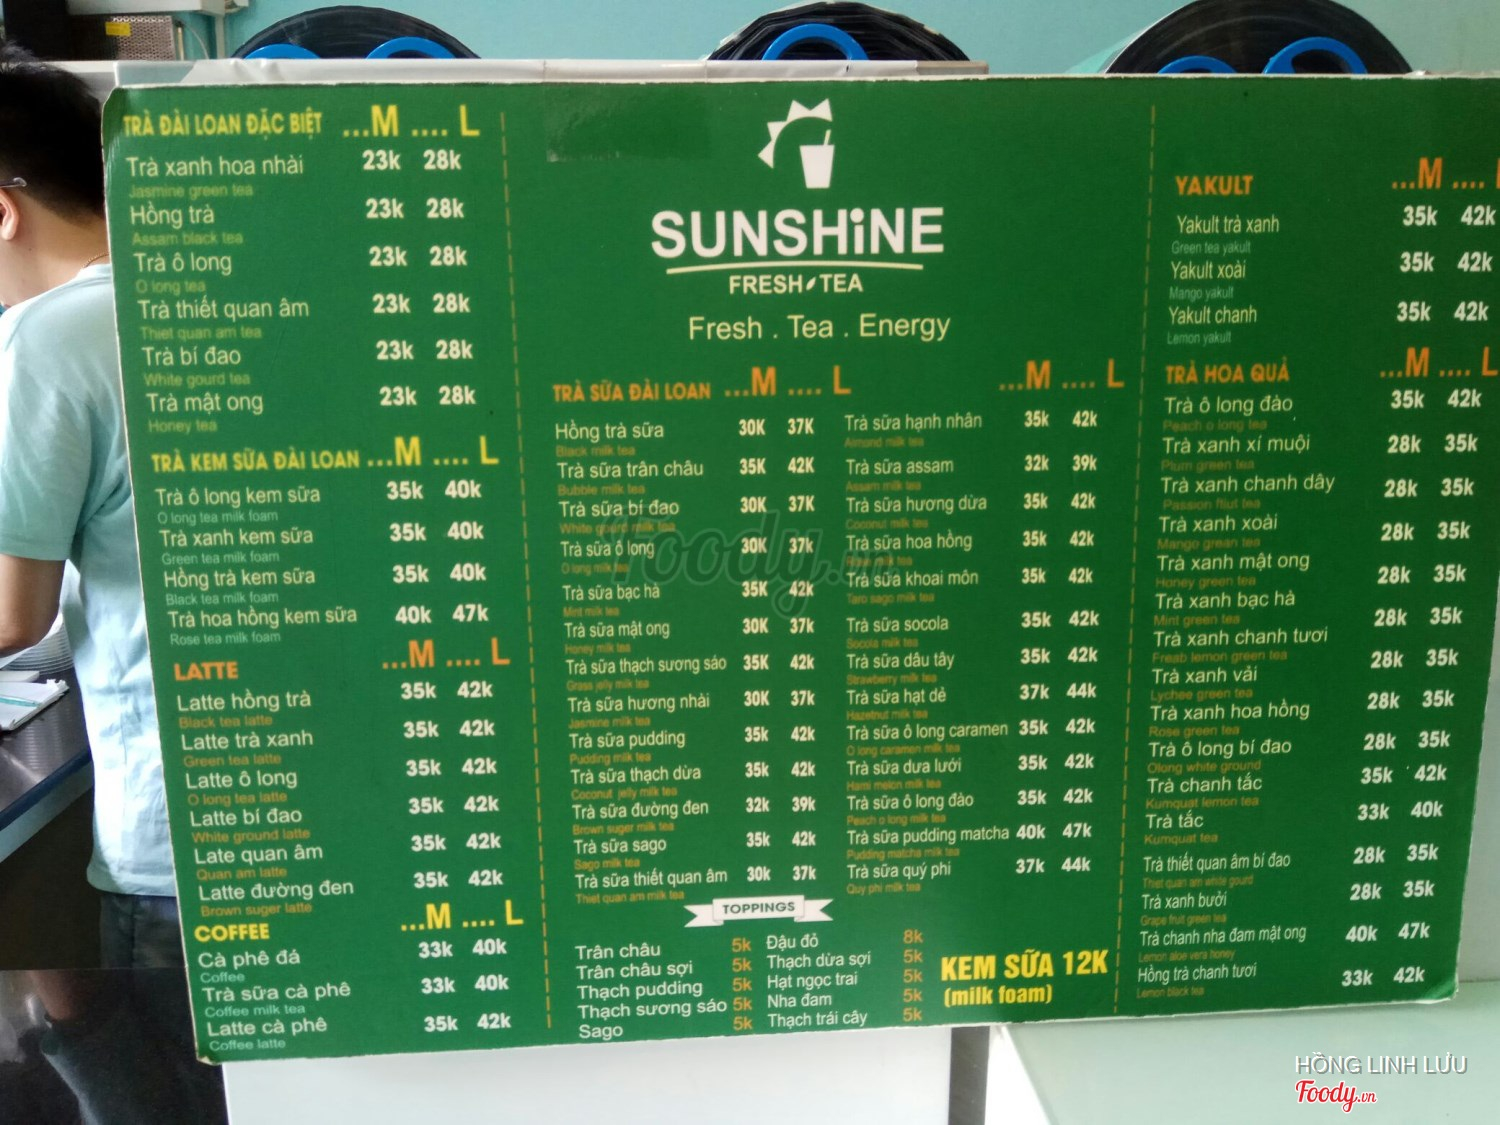 TRÀ ĐÀI LOAN ĐẶC BIỆT ...M .... L
Trà xanh hoa nhài 23k 28k
Jasmine green tea
Hồng trà 23k 28k
Assam black tea
Trà ô long 23k 28k
O long tea
Trà thiết quan âm 23k 28k
Thiet quan am tea
Trà bí đao 23k 28k
White gourd tea
Trà mật ong 23k 28k
Honey tea
TRÀ KEM SỮA ĐÀI LOAN ...M .... L
Trà ô long kem sữa 35k 40k
O long tea milk foam
Trà xanh kem sữa 35k 40k
Green tea milk foam
Hồng trà kem sữa 35k 40k
Black tea milk foam
Trà hoa hồng kem sữa 40k 47k
Rose tea milk foam
LATTE ...M .... L
Latte hồng trà 35k 42k
Black tea latte
Latte trà xanh 35k 42k
Green tea latte
Latte ô long 35k 42k
O long tea latte
Latte bí đao 35k 42k
White ground latte
Late quan âm 35k 42k
Quan am latte
Latte đường đen 35k 42k
Brown suger latte
COFFEE ...M .... L
Cà phê đá 33k 40k
Coffee
Trà sữa cà phê 33k 40k
Coffee milk tea
Latte cà phê 35k 42k
Coffee latte
SUNSHiNE
FRESH TEA
Fresh . Tea . Energy
TRÀ SỮA ĐÀI LOAN ...M .... L
Hồng trà sữa 30K 37K
Black milk tea
Trà sữa trân châu 35K 42K
Bubble milk tea
Trà sữa bí đao 30K 37K
White gourd milk tea
Trà sữa ô long 30K 37k
O long milk tea
Trà sữa bạc hà 35K 42K
Mint milk tea
Trà sữa mật ong 30K 37k
Honey milk tea
Trà sữa thạch sương sáo 35K 42k
Grass jelly milk tea
Trà sữa hương nhài 30K 37k
Jasmine milk tea
Trà sữa pudding 35k 42k
Pudding milk tea
Trà sữa thạch dừa 35k 42k
Coconut jelly milk tea
Trà sữa đường đen 32k 39k
Brown suger milk tea
Trà sữa sago 35k 42k
Sago milk tea
Trà sữa thiết quan âm 30k 37k
Thiet quan am milk tea
...M .... L
Trà sữa hạnh nhân 35k 42k
Almond milk tea
Trà sữa assam 32k 39k
Assam milk tea
Trà sữa hương dừa 35k 42k
Coconut milk tea
Trà sữa hoa hồng 35k 42k
Rose milk tea
Trà sữa khoai môn 35k 42k
Taro sago milk tea
Trà sữa socola 35k 42k
Socola milk tea
Trà sữa dâu tây 35k 42k
Strawberry milk tea
Trà sữa hạt dẻ 37k 44k
Hazelnut milk tea
Trà sữa ô long caramen 35k 42k
O long caramen milk tea
Trà sữa dưa lưới 35k 42k
Hami melon milk tea
Trà sữa ô long đào 35k 42k
Peach o long milk tea
Trà sữa pudding matcha 40k 47k
Pudding matcha milk tea
Trà sữa quý phi 37k 44k
Quy phi milk tea
TOPPINGS
Trân châu 5k
Trân châu sợi 5k
Thạch pudding 5k
Thạch sương sáo 5k
Sago 5k
Đậu đỏ 8k
Thạch dừa sợi 5k
Hạt ngọc trai 5k
Nha đam 5k
Thạch trái cây 5k
KEM SỮA 12K
(milk foam)
YAKULT ...M ....
Yakult trà xanh 35k 42k
Green tea yakult
Yakult xoài 35k 42k
Mango yakult
Yakult chanh 35k 42k
Lemon yakult
TRÀ HOA QUẢ ...M .... L
Trà ô long đào 35k 42k
Peach o long tea
Trà xanh xí muội 28k 35k
Plum green tea
Trà xanh chanh dây 28k 35k
Passion fruit tea
Trà xanh xoài 28k 35k
Mango grean tea
Trà xanh mật ong 28k 35k
Honey green tea
Trà xanh bạc hà 28k 35k
Mint green tea
Trà xanh chanh tươi 28k 35k
Freab lemon green tea
Trà xanh vải 28k 35k
Lychee green tea
Trà xanh hoa hồng 28k 35k
Rose green tea
Trà ô long bí đao 35k 42k
Olong white ground
Trà chanh tắc 33k 40k
Kumquat lemon tea
Trà tắc 28k 35k
Kumquat tea
Trà thiết quan âm bí đao 28k 35k
Thiet quan am white gourd
Trà xanh bưởi 40k 47k
Grape fruit green tea
Trà chanh nha đam mật ong 33k 42k
Lemon aloe vera honey
Hồng trà chanh tươi
Lemon black tea
Foody.vn
HỒNG LINH LƯU
Foody.vn